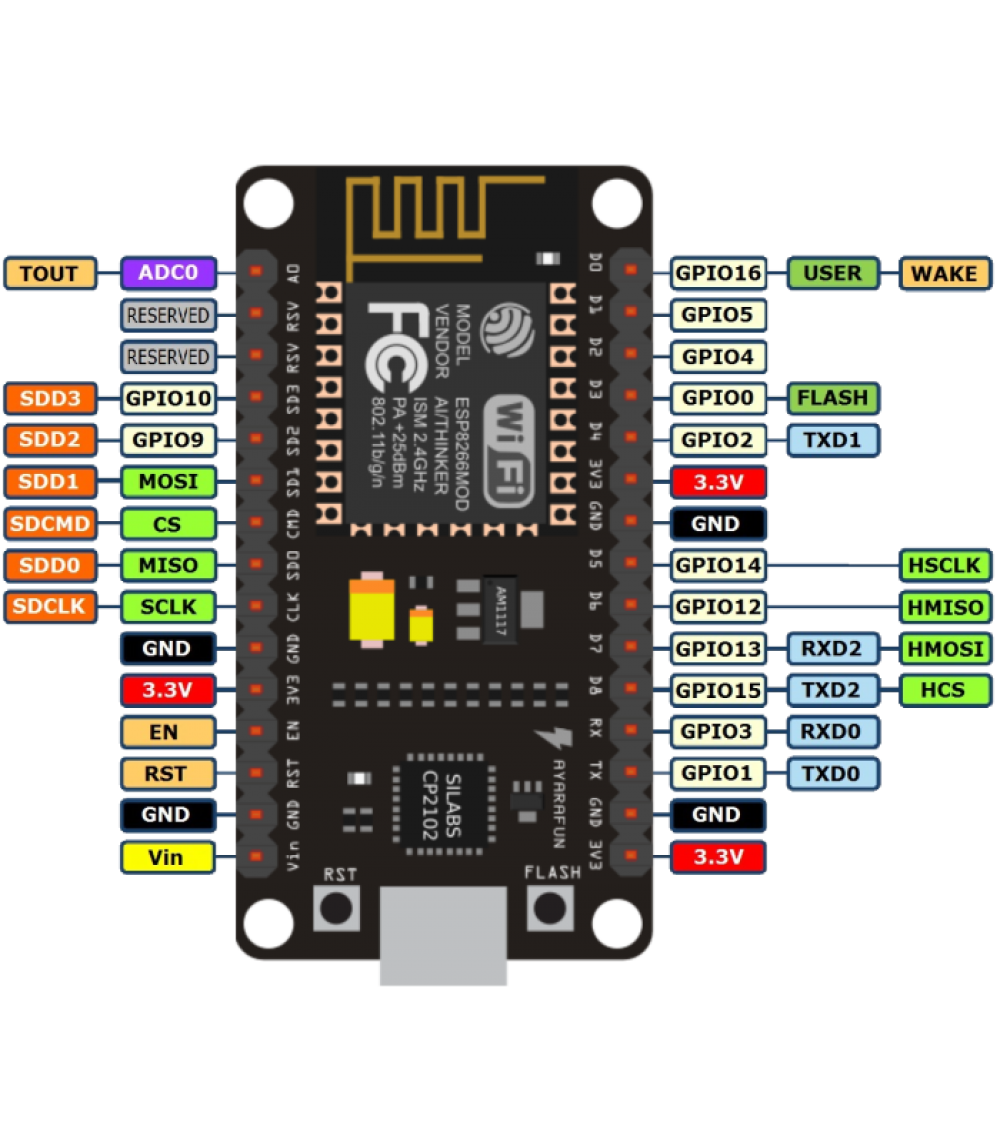 TOUT ADC0 A0 D0 GPIO16 USER WAKE
RESERVED RSV D1 GPIO5
RESERVED RSV D2 GPIO4
SDD3 GPIO10 SD3 D3 GPIO0 FLASH
SDD2 GPIO9 SD2 D4 GPIO2 TXD1
SDD1 MOSI SD1 3V3 3.3V
SDCMD CS CMD GND GND
SDD0 MISO SDO D5 GPIO14 HSCLK
SDCLK SCLK CLK D6 GPIO12 HMISO
GND GND D7 GPIO13 RXD2 HMOSI
3.3V 3V3 D8 GPIO15 TXD2 HCS
EN EN RX GPIO3 RXD0
RST RST TX GPIO1 TXD0
GND GND GND GND
Vin Vin 3V3 3.3V
MODEL
VENDOR
ESP8266MOD
AI/THINKER
ISM 2.4GHz
PA +25dBm
802.11b/g/n
FC
Wi Fi
AM1117
SILABS
CP2102
AYARAFUN
RST
FLASH